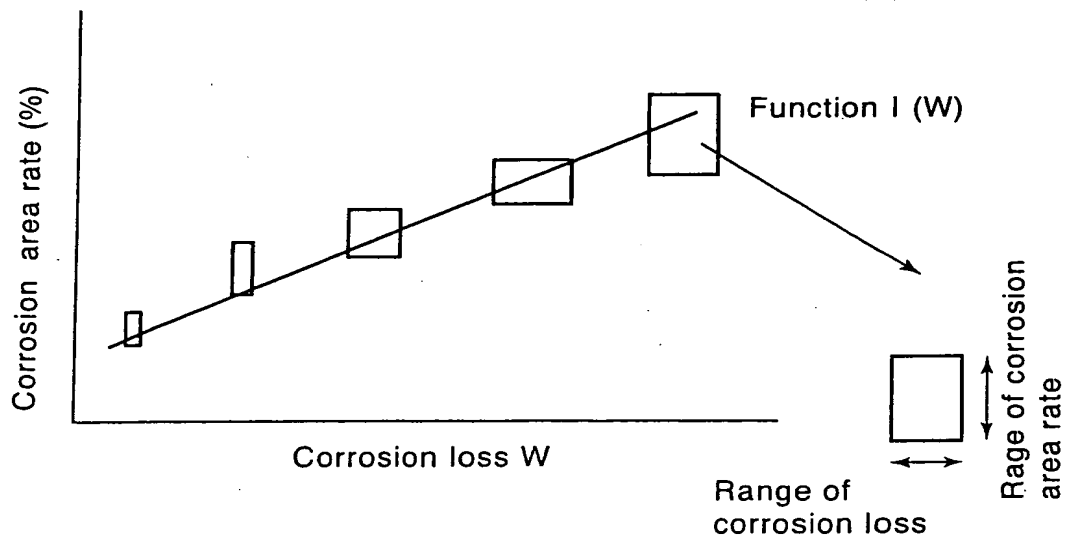 Corrosion area rate (%)
Function I (W)
Corrosion loss W
Rage of corrosion
area rate
Range of
corrosion loss